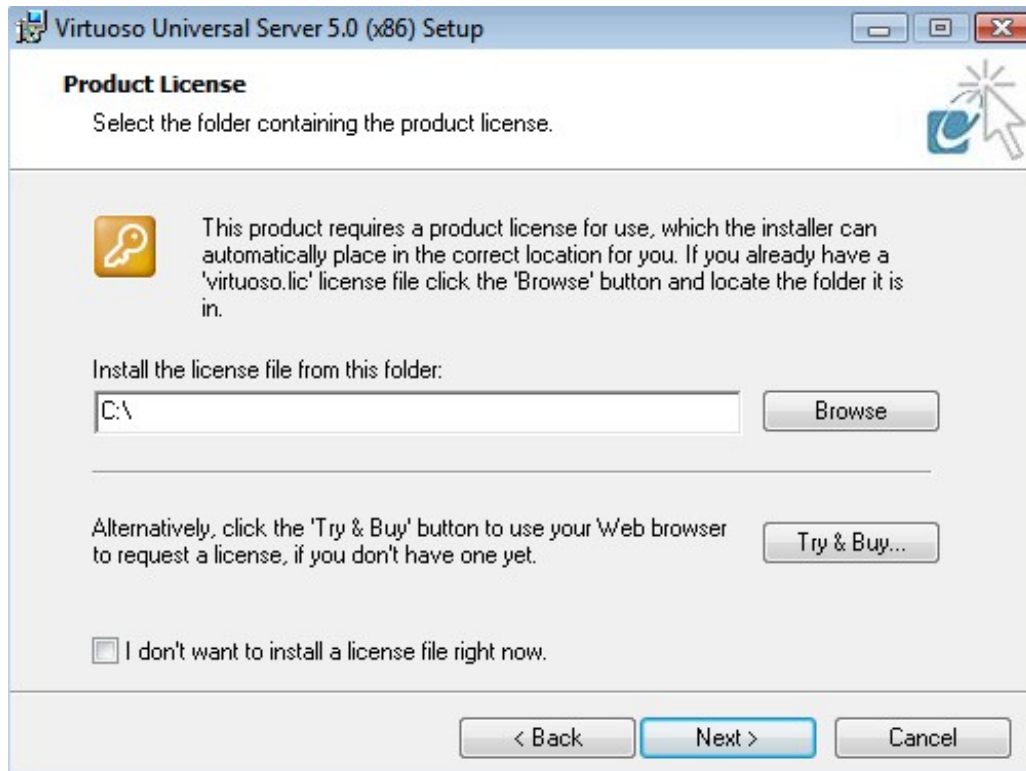 Virtuoso Universal Server 5.0 (x86) Setup
Product License
Select the folder containing the product license.
This product requires a product license for use, which the installer can
automatically place in the correct location for you. If you already have a
'virtuoso.lic' license file click the 'Browse' button and locate the folder it is
in.
Install the license file from this folder:
C:\
Browse
Alternatively, click the 'Try & Buy' button to use your Web browser
to request a license, if you don't have one yet.
Try & Buy...
I don't want to install a license file right now.
< Back
Next >
Cancel